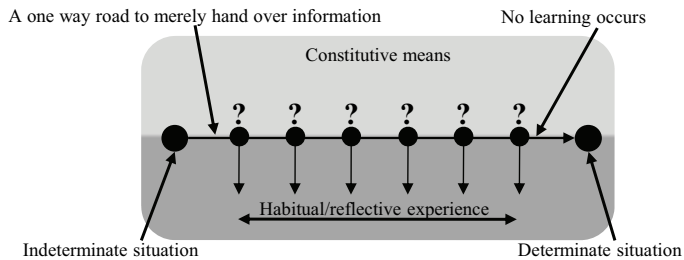 A one way road to merely hand over information
No learning occurs
Constitutive means
? ? ? ? ? ?
Habitual/reflective experience
Indeterminate situation
Determinate situation